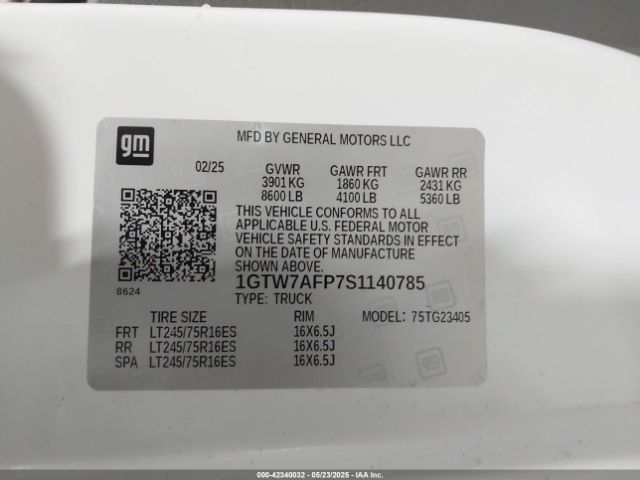 gm
MFD BY GENERAL MOTORS LLC
02/25 GVWR GAWR FRT GAWR RR
3901 KG 1860 KG 2431 KG
8600 LB 4100 LB 5360 LB
THIS VEHICLE CONFORMS TO ALL
APPLICABLE U.S. FEDERAL MOTOR
VEHICLE SAFETY STANDARDS IN EFFECT
ON THE DATE OF MANUFACTURE
SHOWN ABOVE.
8624
1GTW7AFP7S1140785
TYPE: TRUCK
TIRE SIZE RIM MODEL: 75TG23405
FRT LT245/75R16ES 16X6.5J
RR LT245/75R16ES 16X6.5J
SPA LT245/75R16ES 16X6.5J
000-42340032 - 05/23/2025 - IAAI.COM